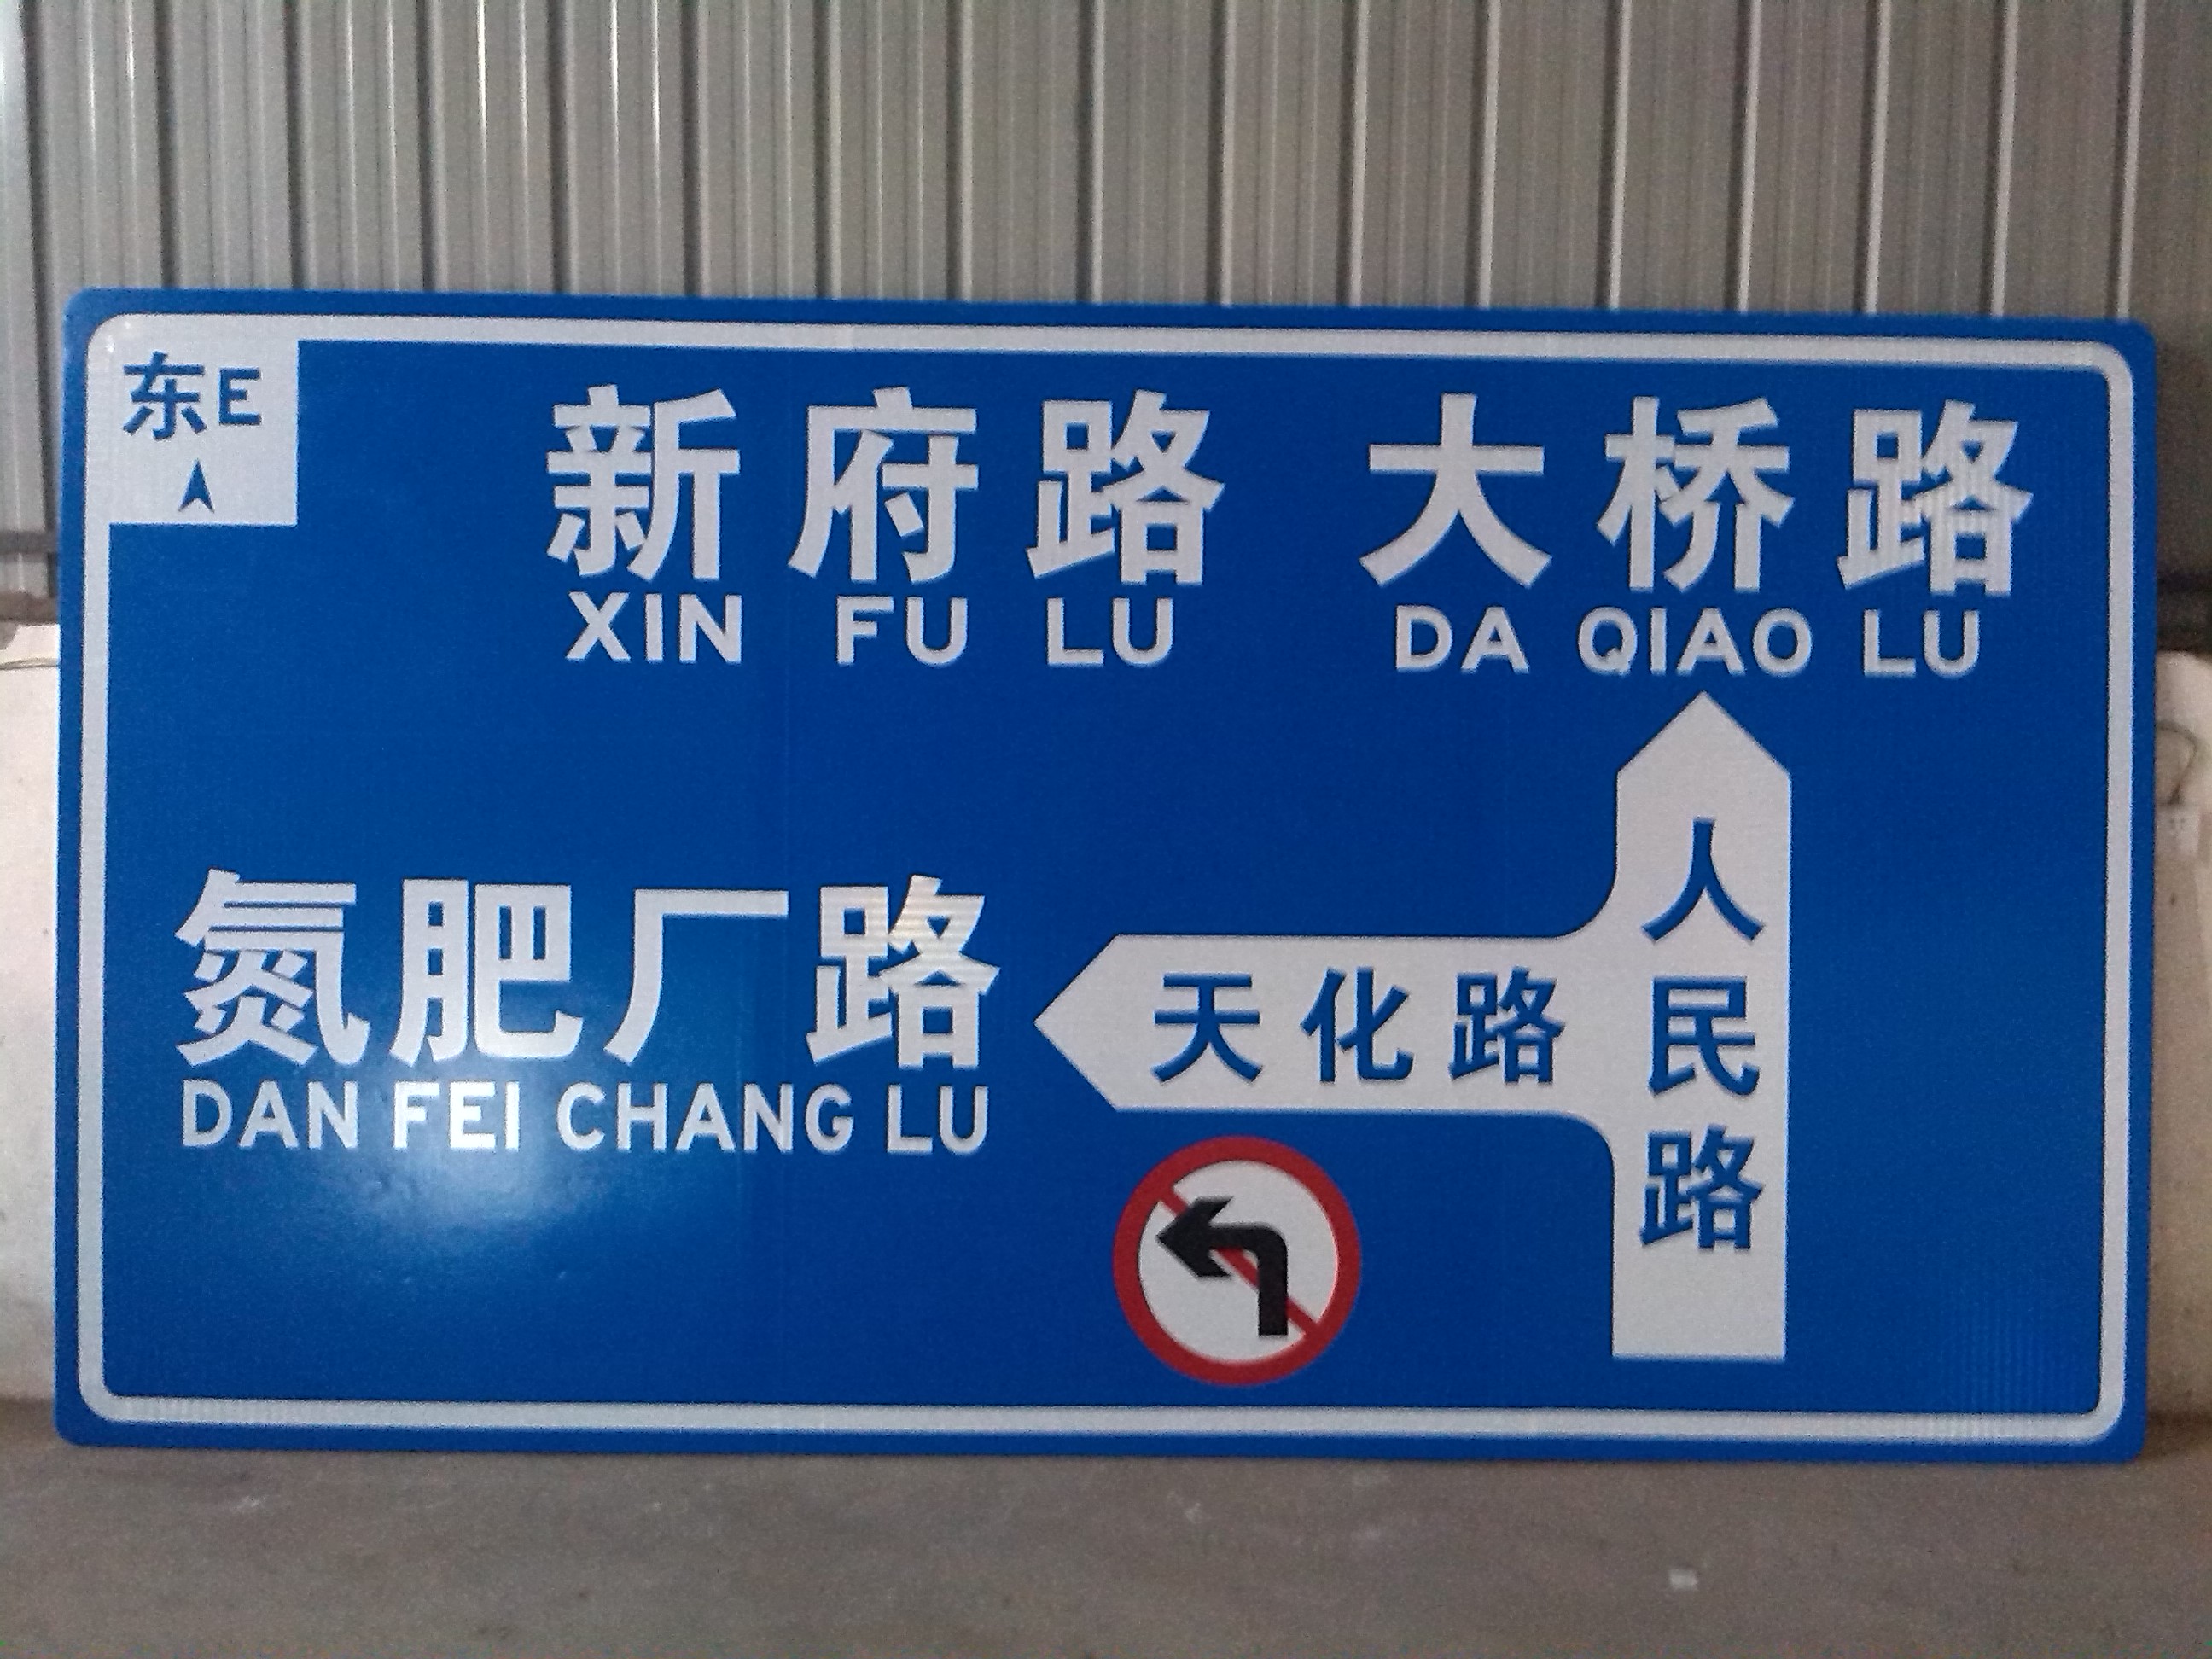 东E
新府路 大桥路
XIN FU LU DA QIAO LU
氮肥厂路
DAN FEI CHANG LU
天化路
人民路